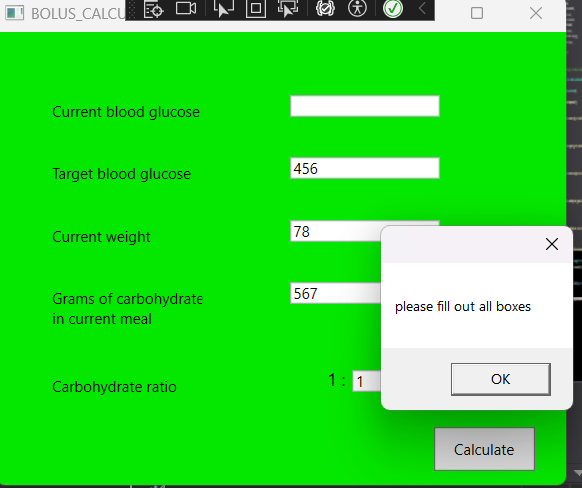 BOLUS_CALCU
Current blood glucose
Target blood glucose
456
Current weight
78
Grams of carbohydrate
in current meal
567
please fill out all boxes
OK
Carbohydrate ratio
1 :
1
Calculate